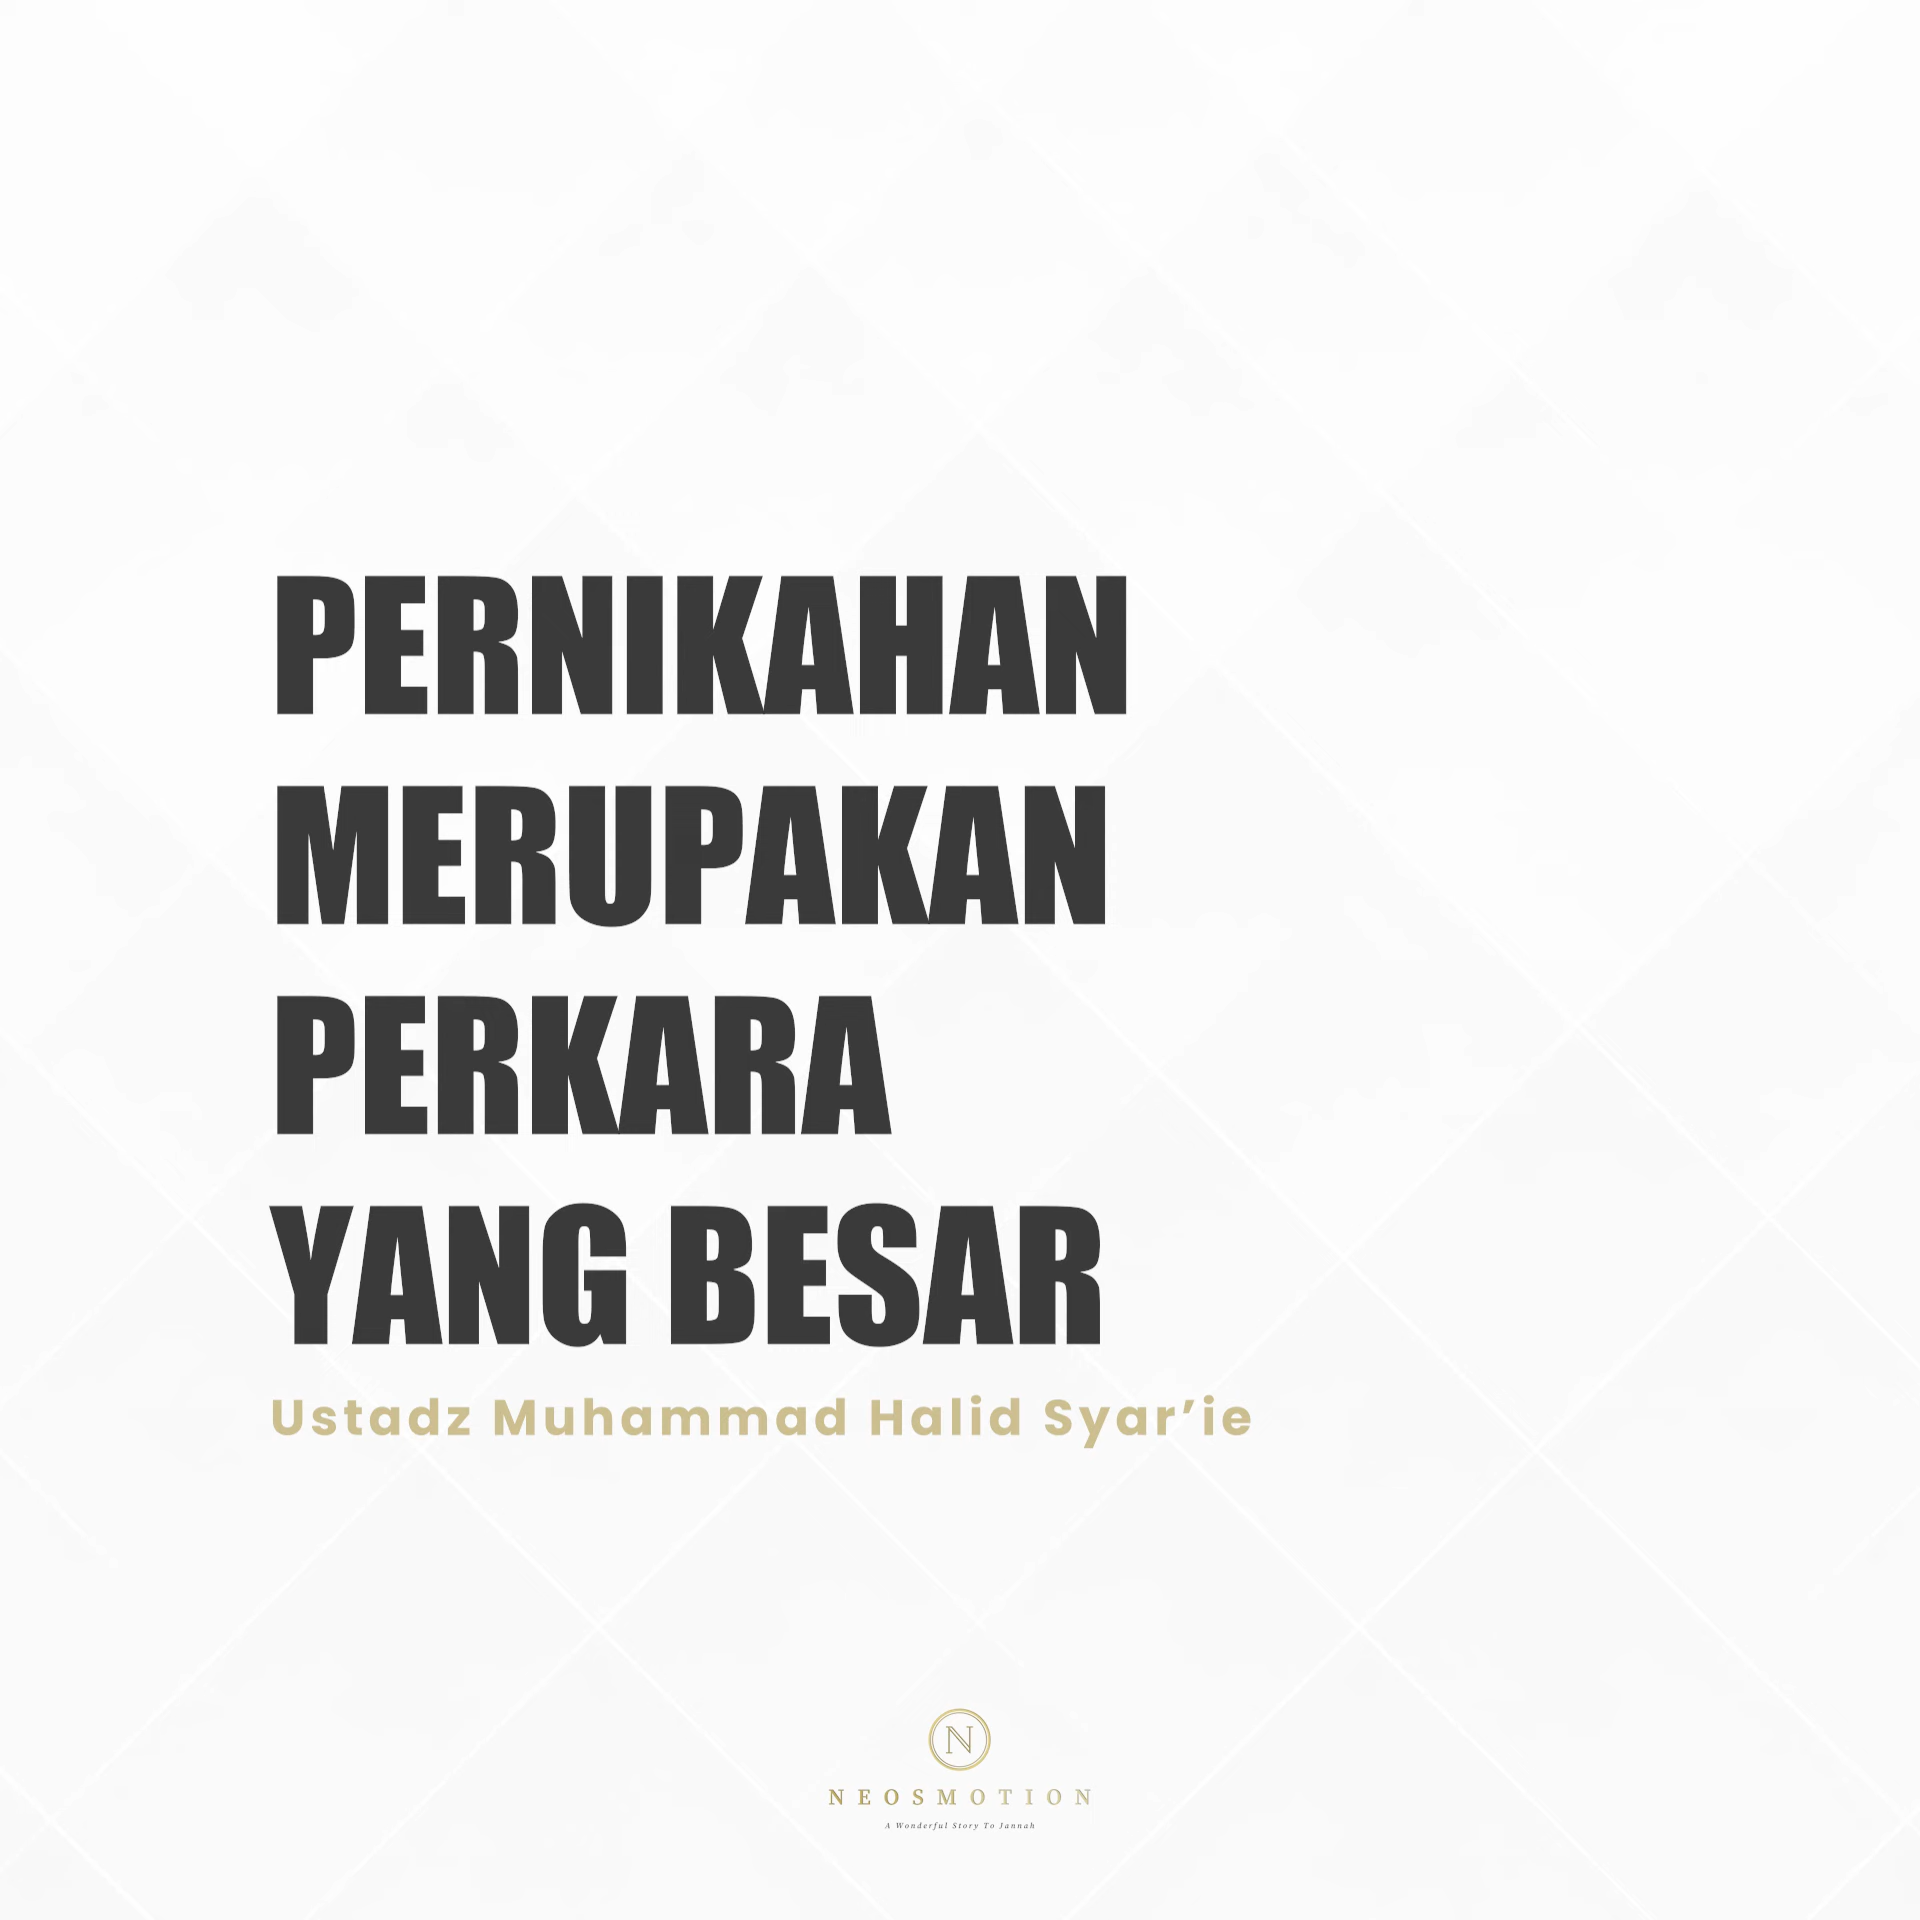 PERNIKAHAN
MERUPAKAN
PERKARA
YANG BESAR
Ustadz Muhammad Halid Syar’ie
N
NEOSMOTION
A Wonderful Story To Jannah